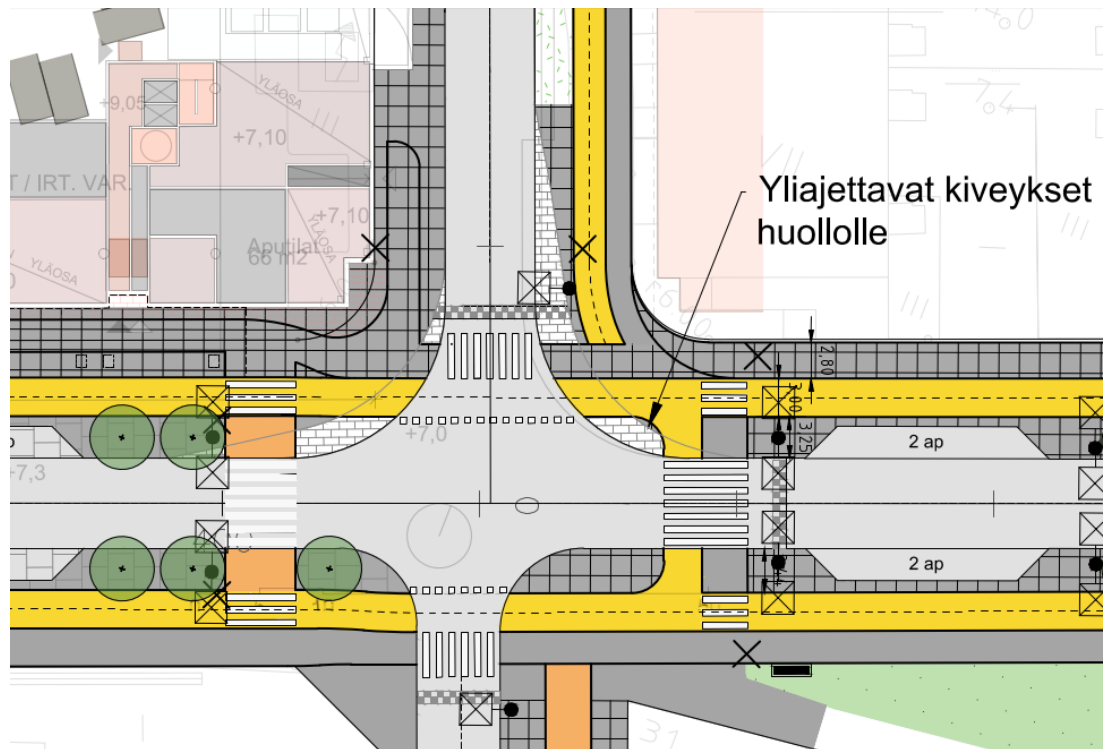 +9,05
YLÄOSA
+7,10
T / IRT. VAR.
+7,10
Yliajettavat kiveykset
huollolle
Aputilat
66 m2
YLÄOSA
YLÄOSA
2,80
3,00
3,25
+7,0
2 ap
+7,3
2 ap
31